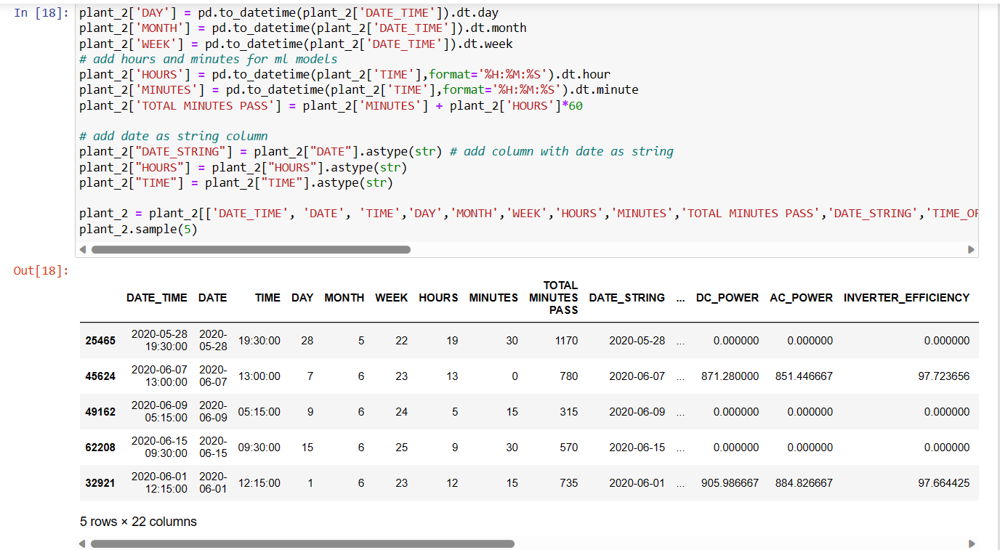 In [18]:
plant_2['DAY'] = pd.to_datetime(plant_2['DATE_TIME']).dt.day
plant_2['MONTH'] = pd.to_datetime(plant_2['DATE_TIME']).dt.month
plant_2['WEEK'] = pd.to_datetime(plant_2['DATE_TIME']).dt.week
# add hours and minutes for ml models
plant_2['HOURS'] = pd.to_datetime(plant_2['TIME'],format='%H:%M:%S').dt.hour
plant_2['MINUTES'] = pd.to_datetime(plant_2['TIME'],format='%H:%M:%S').dt.minute
plant_2['TOTAL MINUTES PASS'] = plant_2['MINUTES'] + plant_2['HOURS']*60
# add date as string column
plant_2["DATE_STRING"] = plant_2["DATE"].astype(str) # add column with date as string
plant_2["HOURS"] = plant_2["HOURS"].astype(str)
plant_2["TIME"] = plant_2["TIME"].astype(str)
plant_2 = plant_2[['DATE_TIME', 'DATE', 'TIME','DAY','MONTH','WEEK','HOURS','MINUTES','TOTAL MINUTES PASS','DATE_STRING','TIME_OF
plant_2.sample(5)
Out[18]:
DATE_TIME DATE TIME DAY MONTH WEEK HOURS MINUTES TOTAL MINUTES PASS DATE_STRING ... DC_POWER AC_POWER INVERTER_EFFICIENCY
25465 2020-05-28 19:30:00 2020-05-28 19:30:00 28 5 22 19 30 1170 2020-05-28 ... 0.000000 0.000000 0.000000
45624 2020-06-07 13:00:00 2020-06-07 13:00:00 7 6 23 13 0 780 2020-06-07 ... 871.280000 851.446667 97.723656
49162 2020-06-09 05:15:00 2020-06-09 05:15:00 9 6 24 5 15 315 2020-06-09 ... 0.000000 0.000000 0.000000
62208 2020-06-15 09:30:00 2020-06-15 09:30:00 15 6 25 9 30 570 2020-06-15 ... 0.000000 0.000000 0.000000
32921 2020-06-01 12:15:00 2020-06-01 12:15:00 1 6 23 12 15 735 2020-06-01 ... 905.986667 884.826667 97.664425
5 rows × 22 columns